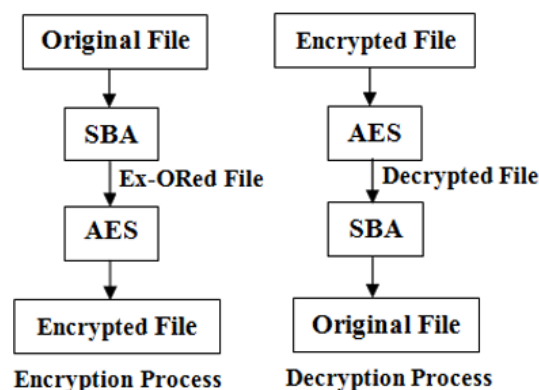 Original File
SBA
Ex-ORed File
AES
Encrypted File
Encryption Process
Encrypted File
AES
Decrypted File
SBA
Original File
Decryption Process